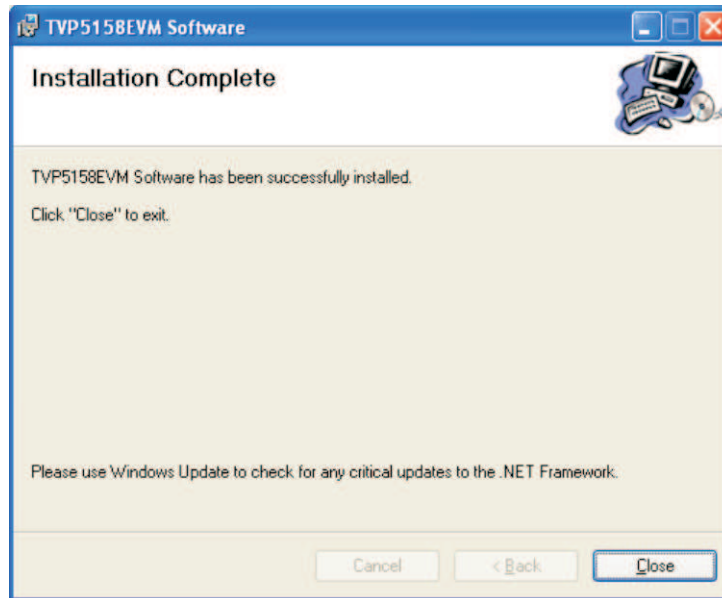 TVP5158EVM Software
Installation Complete
TVP5158EVM Software has been successfully installed.
Click "Close" to exit.
Please use Windows Update to check for any critical updates to the .NET Framework.
Cancel
< Back
Close